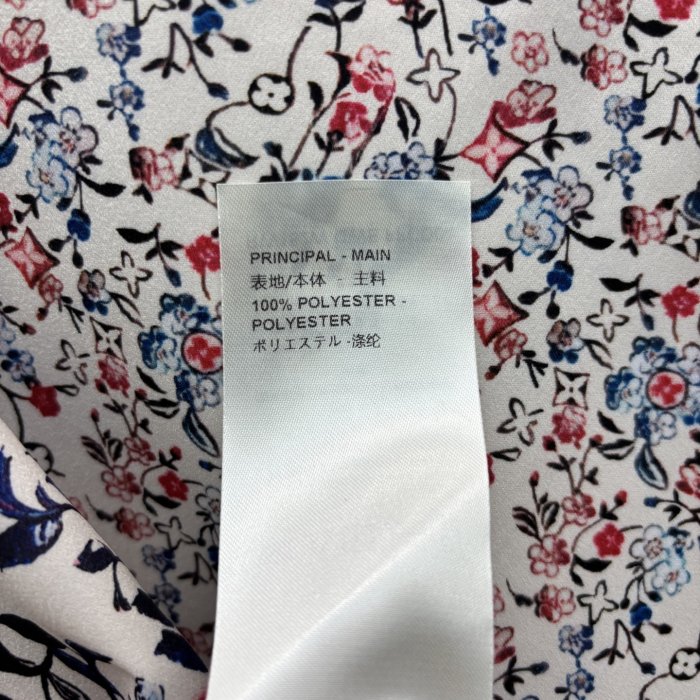 PRINCIPAL - MAIN
表地/本体 - 主料
100% POLYESTER -
POLYESTER
ポリエステル -涤纶